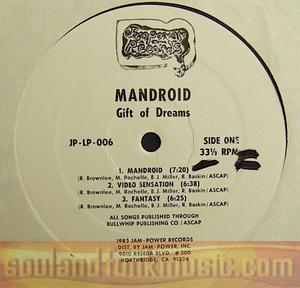 Jam Power
Records
MANDROID
Gift of Dreams
JP-LP-006
SIDE ONE
33⅓ RPM
1. MANDROID (7:20)
(R. Brownlee, M. Rochelle, B.J. Miller, R. Baskin/ASCAP)
2. VIDEO SENSATION (6:38)
(R. Brownlee, M. Rochelle, B.J. Miller, R. Baskin/ASCAP)
3. FANTASY (6:25)
(R. Brownlee, M. Rochelle, B.J. Miller, R. Baskin/ASCAP)
ALL SONGS PUBLISHED THROUGH
BULLWHIP PUBLISHING CO./ASCAP
1983 JAM-POWER RECORDS
DIST. BY JAM-POWER, INC
9010 RESEDA BLVD. #200
NORTHRIDGE, CA 91224